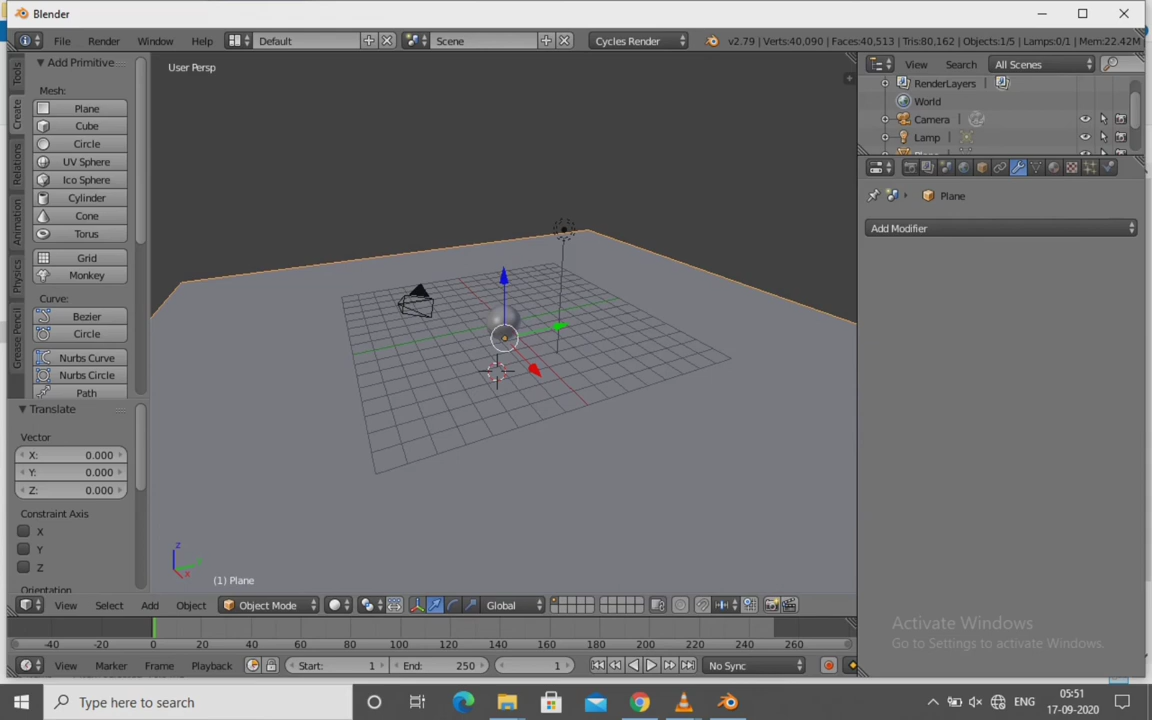 Blender
File Render Window Help Default Scene Cycles Render v2.79 | Verts:40,090 | Faces:40,513 | Tris:80,162 | Objects:1/5 | Lamps:0/1 | Mem:22.42M
Add Primitive
Mesh:
Plane
Cube
Circle
UV Sphere
Ico Sphere
Cylinder
Cone
Torus
Grid
Monkey
Curve:
Bezier
Circle
Nurbs Curve
Nurbs Circle
Path
Tools
Create
Relations
Animation
Physics
Grease Pencil
Translate
Vector
X: 0.000
Y: 0.000
Z: 0.000
Constraint Axis
X
Y
Z
Orientation
User Persp
z
x
(1) Plane
View Search All Scenes
RenderLayers
World
Camera
Lamp
Plane
Add Modifier
Activate Windows
Go to Settings to activate Windows.
View Select Add Object Object Mode Global
-40 -20 0 20 40 60 80 100 120 140 160 180 200 220 240 260
View Marker Frame Playback Start: 1 End: 250 1 No Sync
Type here to search
ENG
05:51
17-09-2020